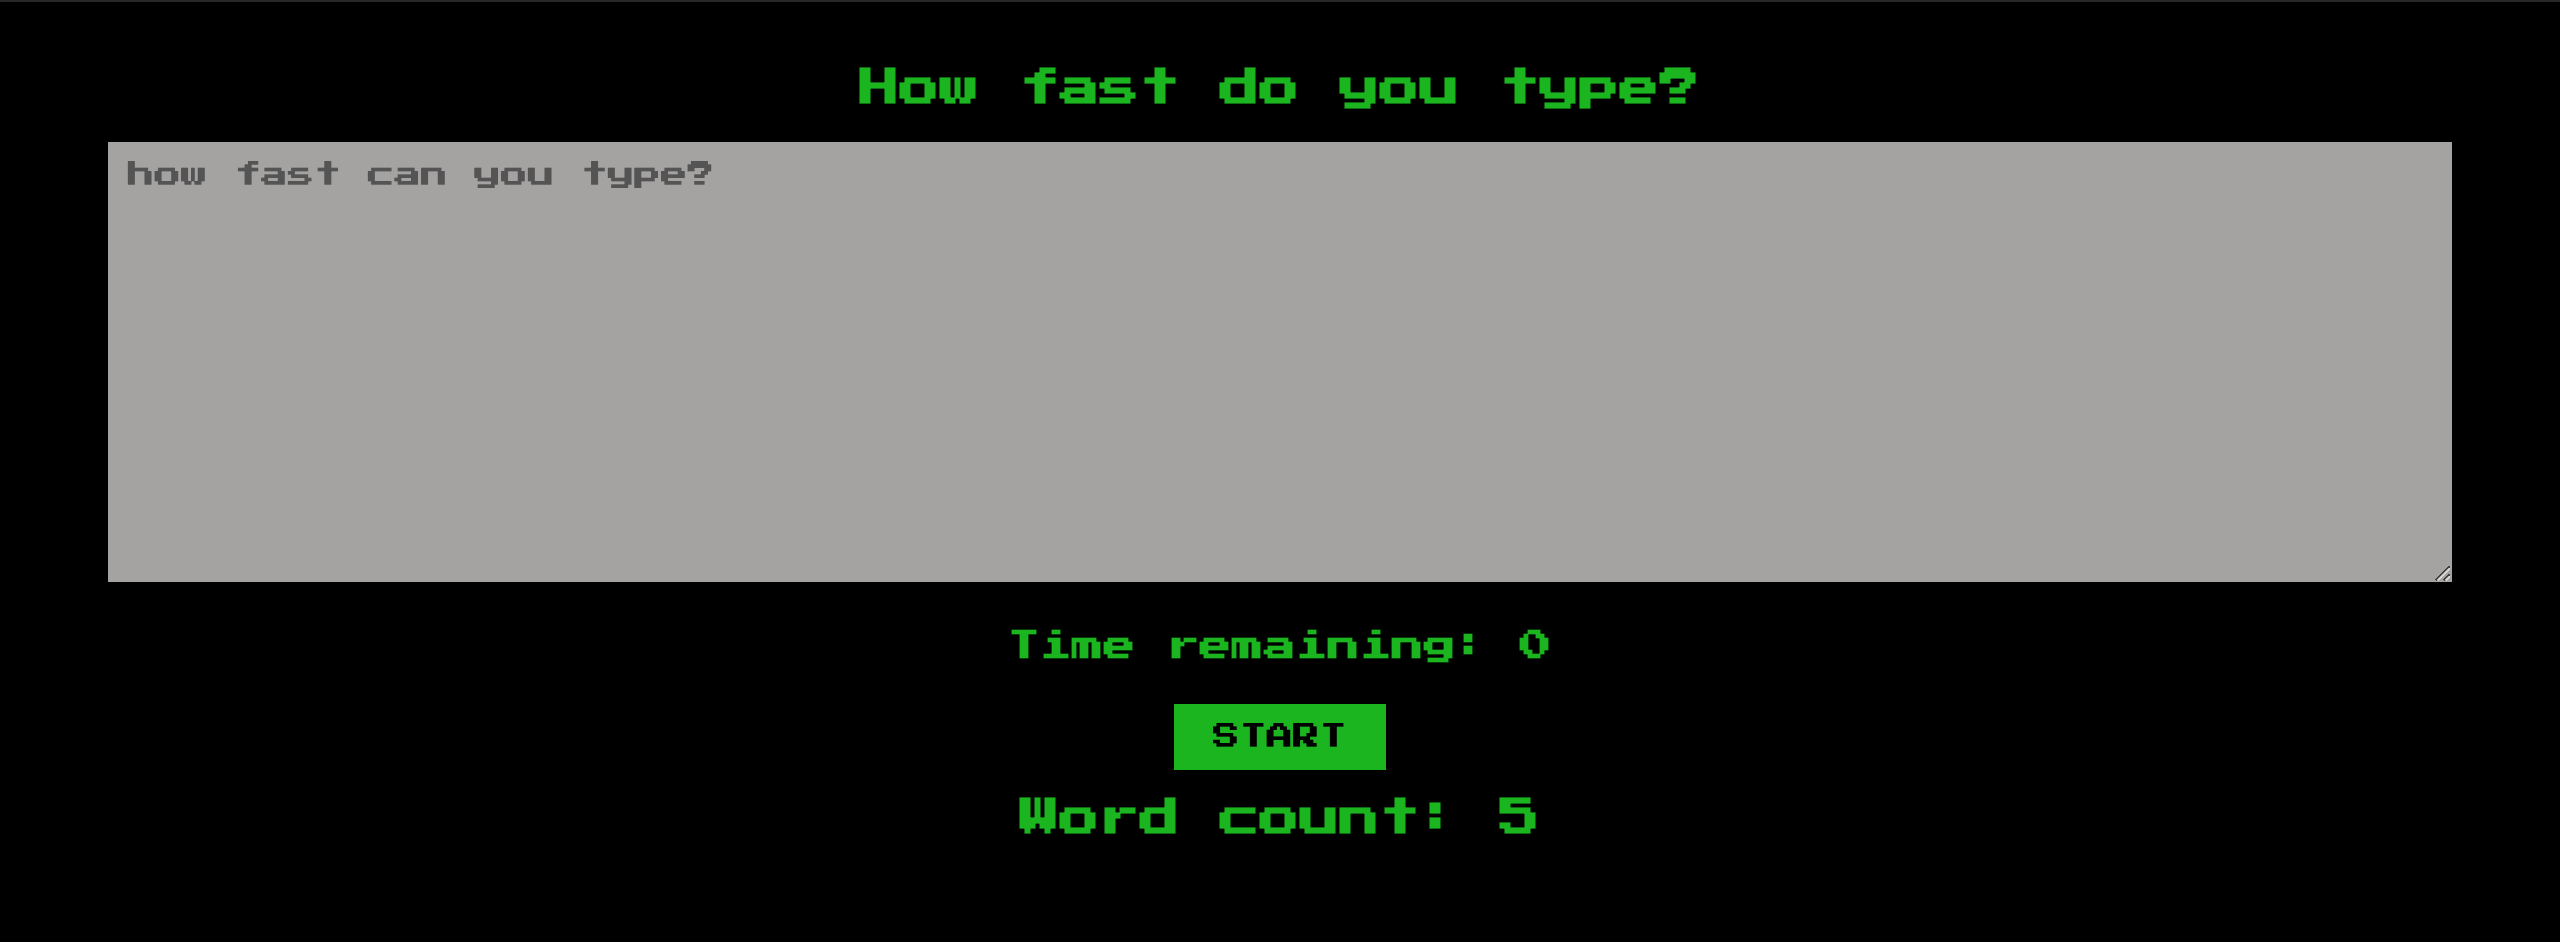 How fast do you type?
how fast can you type?
Time remaining: 0
START
Word count: 5